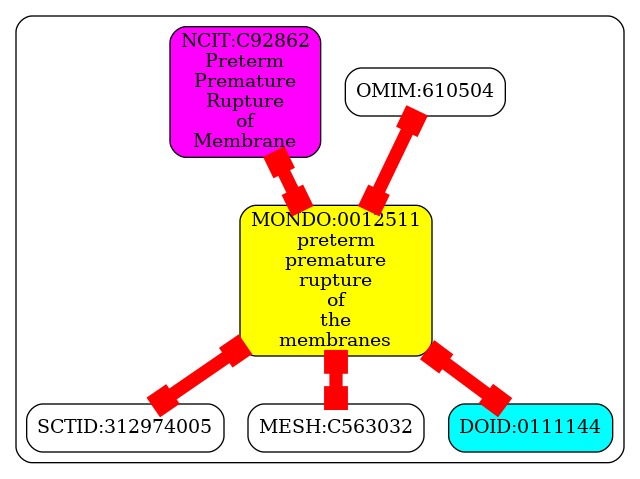 NCIT:C92862
Preterm
Premature
Rupture
of
Membrane
OMIM:610504
MONDO:0012511
preterm
premature
rupture
of
the
membranes
SCTID:312974005
MESH:C563032
DOID:0111144